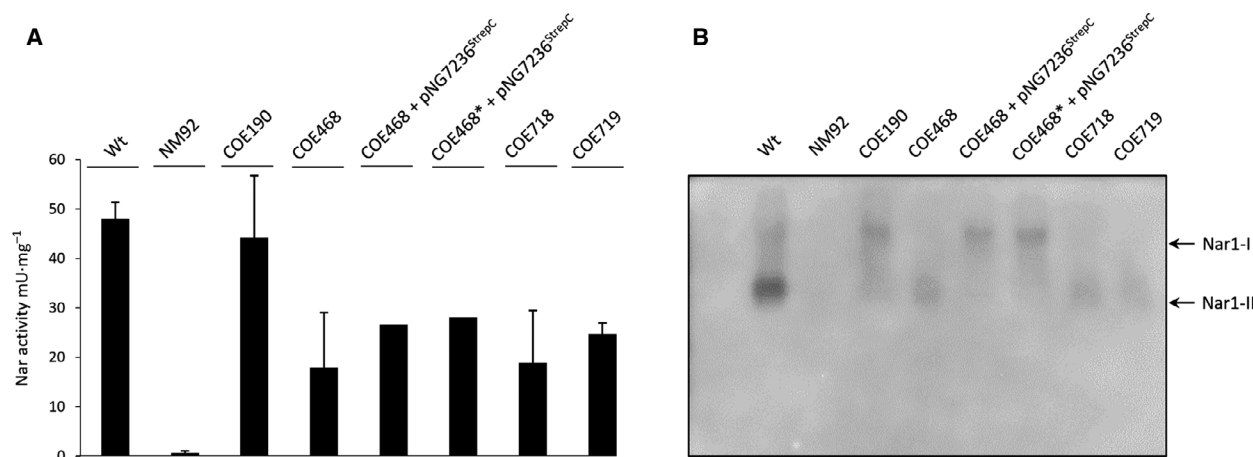 A
Wt
NM92
COE190
COE468
COE468 + pNG7236StrepC
COE468* + pNG7236StrepC
COE718
COE719
60
50
40
30
20
10
0
Nar activity mU·mg−1
B
Wt
NM92
COE190
COE468
COE468 + pNG7236StrepC
COE468* + pNG7236StrepC
COE718
COE719
Nar1-I
Nar1-II